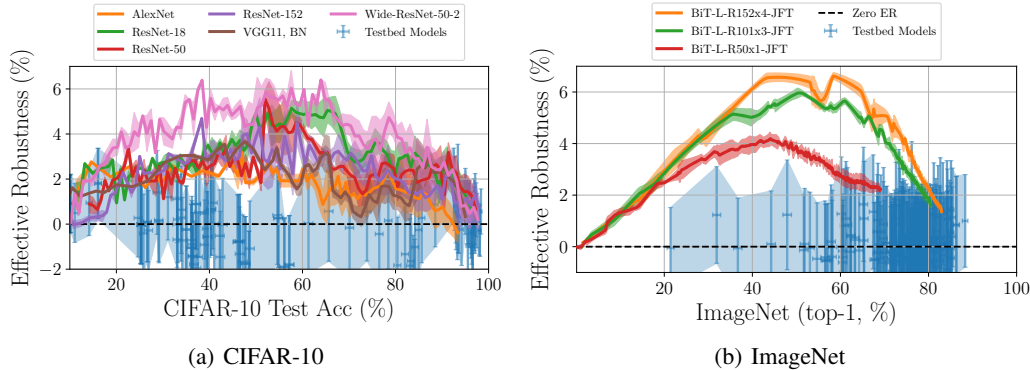 AlexNet
ResNet-18
ResNet-50
ResNet-152
VGG11, BN
Wide-ResNet-50-2
Testbed Models
Effective Robustness (%)
6
4
2
0
−2
20 40 60 80 100
CIFAR-10 Test Acc (%)
(a) CIFAR-10
BiT-L-R152x4-JFT
BiT-L-R101x3-JFT
BiT-L-R50x1-JFT
Zero ER
Testbed Models
Effective Robustness (%)
6
4
2
0
20 40 60 80 100
ImageNet (top-1, %)
(b) ImageNet